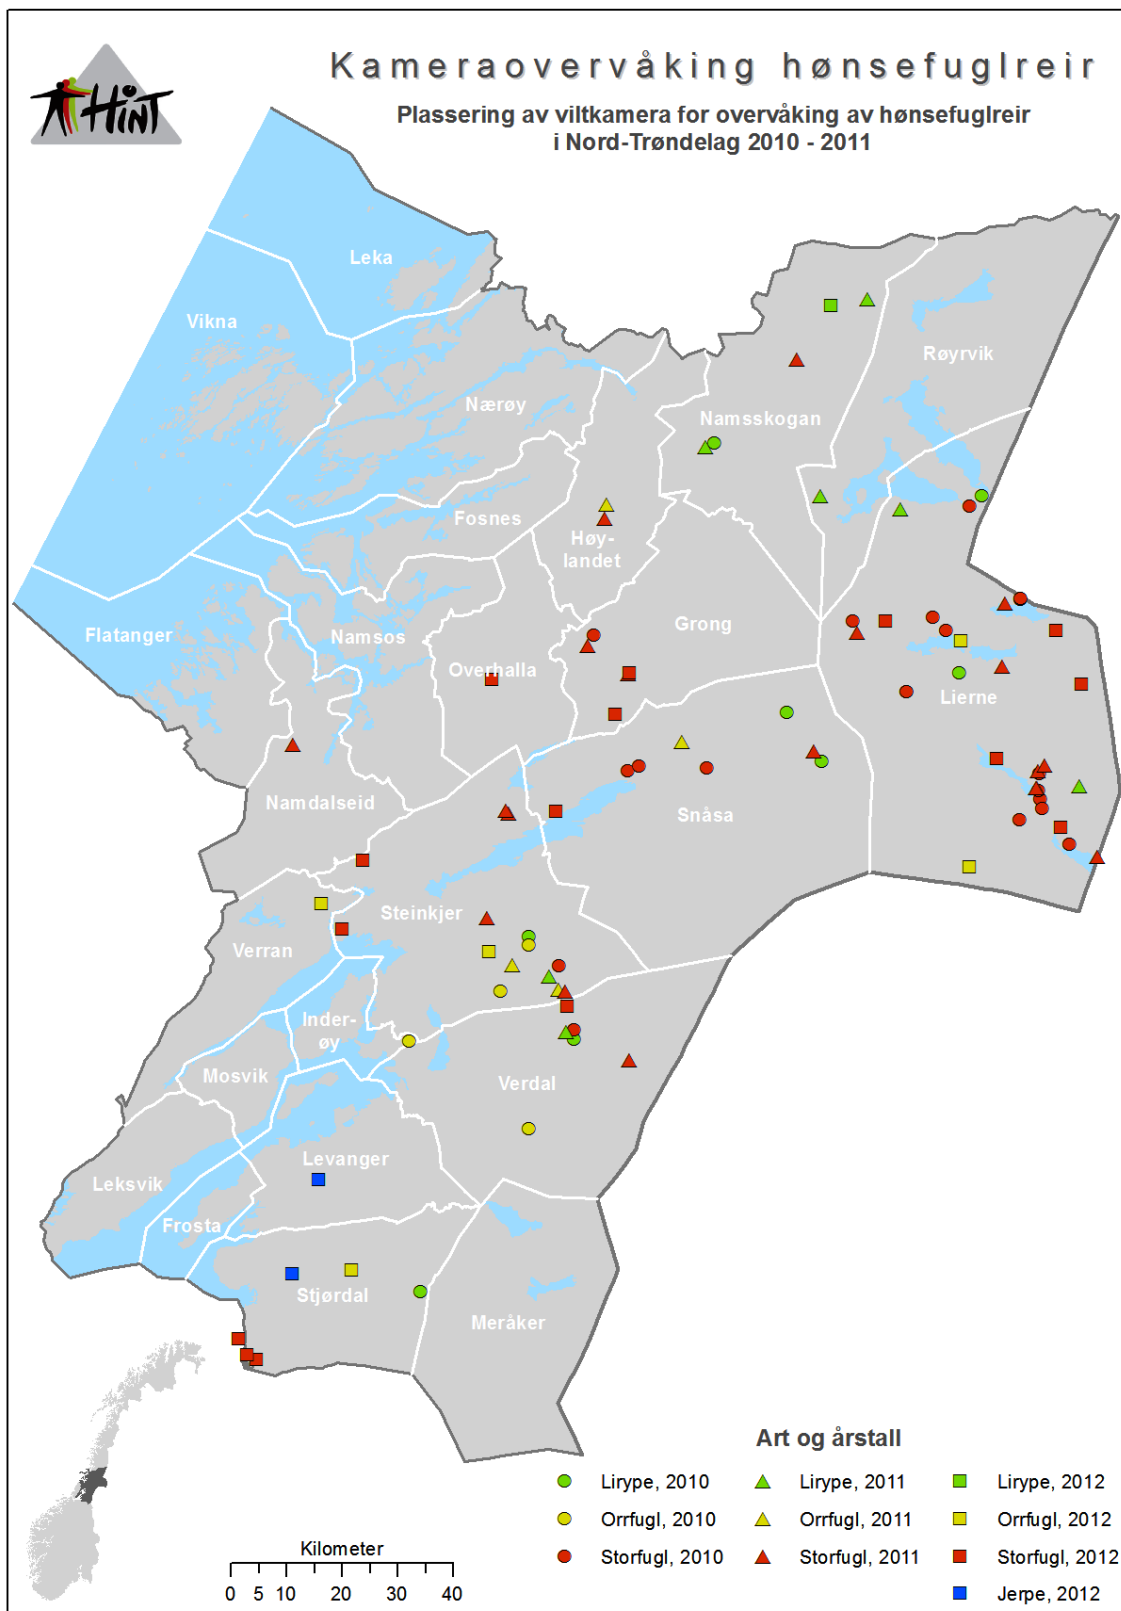 HiNT
Kameraovervåking hønsefuglreir
Plassering av viltkamera for overvåking av hønsefuglreir
i Nord-Trøndelag 2010 - 2011
Leka
Vikna
Røyrvik
Nærøy
Namsskogan
Fosnes
Høy-
landet
Flatanger
Namsos
Grong
Overhalla
Lierne
Namdalseid
Snåsa
Steinkjer
Verran
Inder-
øy
Mosvik
Verdal
Levanger
Leksvik
Frosta
Stjørdal
Meråker
Art og årstall
Lirype, 2010
Lirype, 2011
Lirype, 2012
Orrfugl, 2010
Orrfugl, 2011
Orrfugl, 2012
Storfugl, 2010
Storfugl, 2011
Storfugl, 2012
Jerpe, 2012
Kilometer
0 5 10 20 30 40